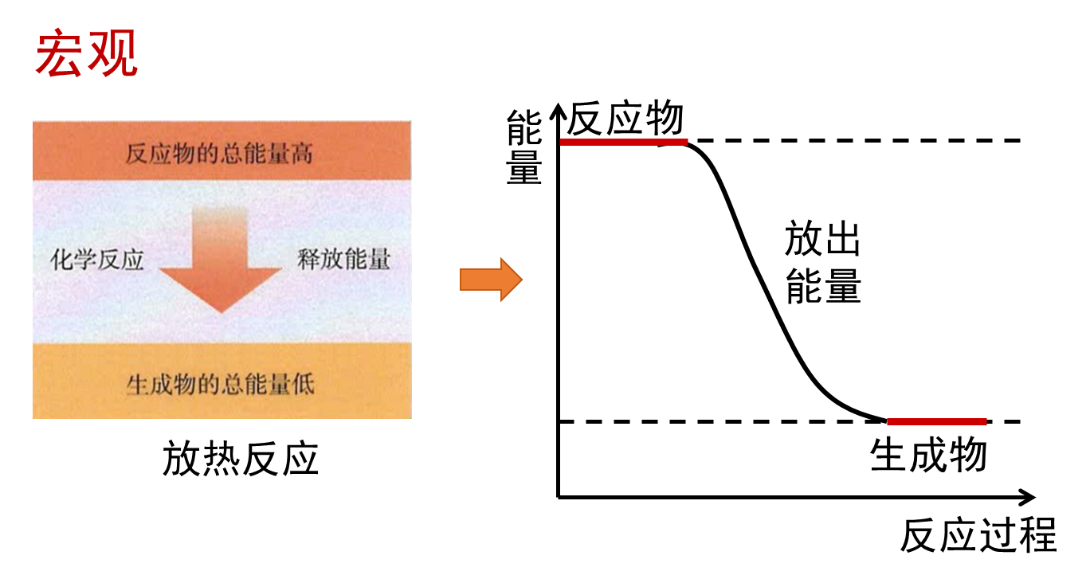 宏观
反应物的总能量高
化学反应
释放能量
生成物的总能量低
放热反应
能量
反应物
放出
能量
生成物
反应过程